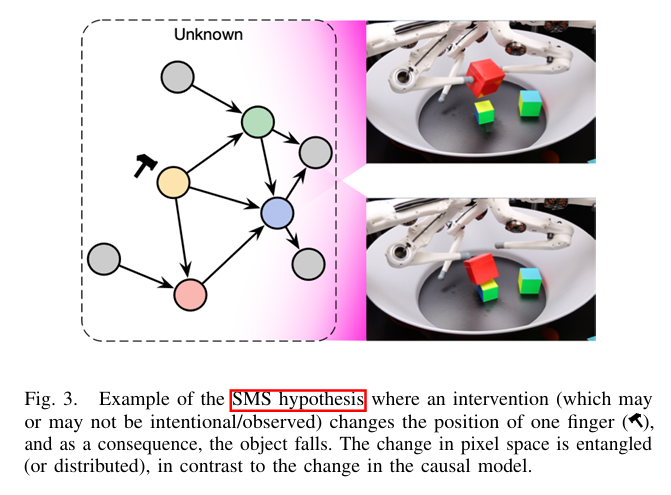 Unknown
Fig. 3. Example of the SMS hypothesis where an intervention (which may
or may not be intentional/observed) changes the position of one finger (),
and as a consequence, the object falls. The change in pixel space is entangled
(or distributed), in contrast to the change in the causal model.